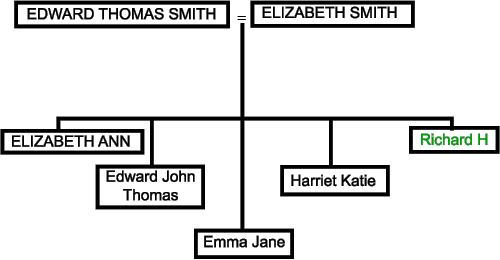 EDWARD THOMAS SMITH = ELIZABETH SMITH
ELIZABETH ANN
Richard H
Edward John
Thomas
Harriet Katie
Emma Jane